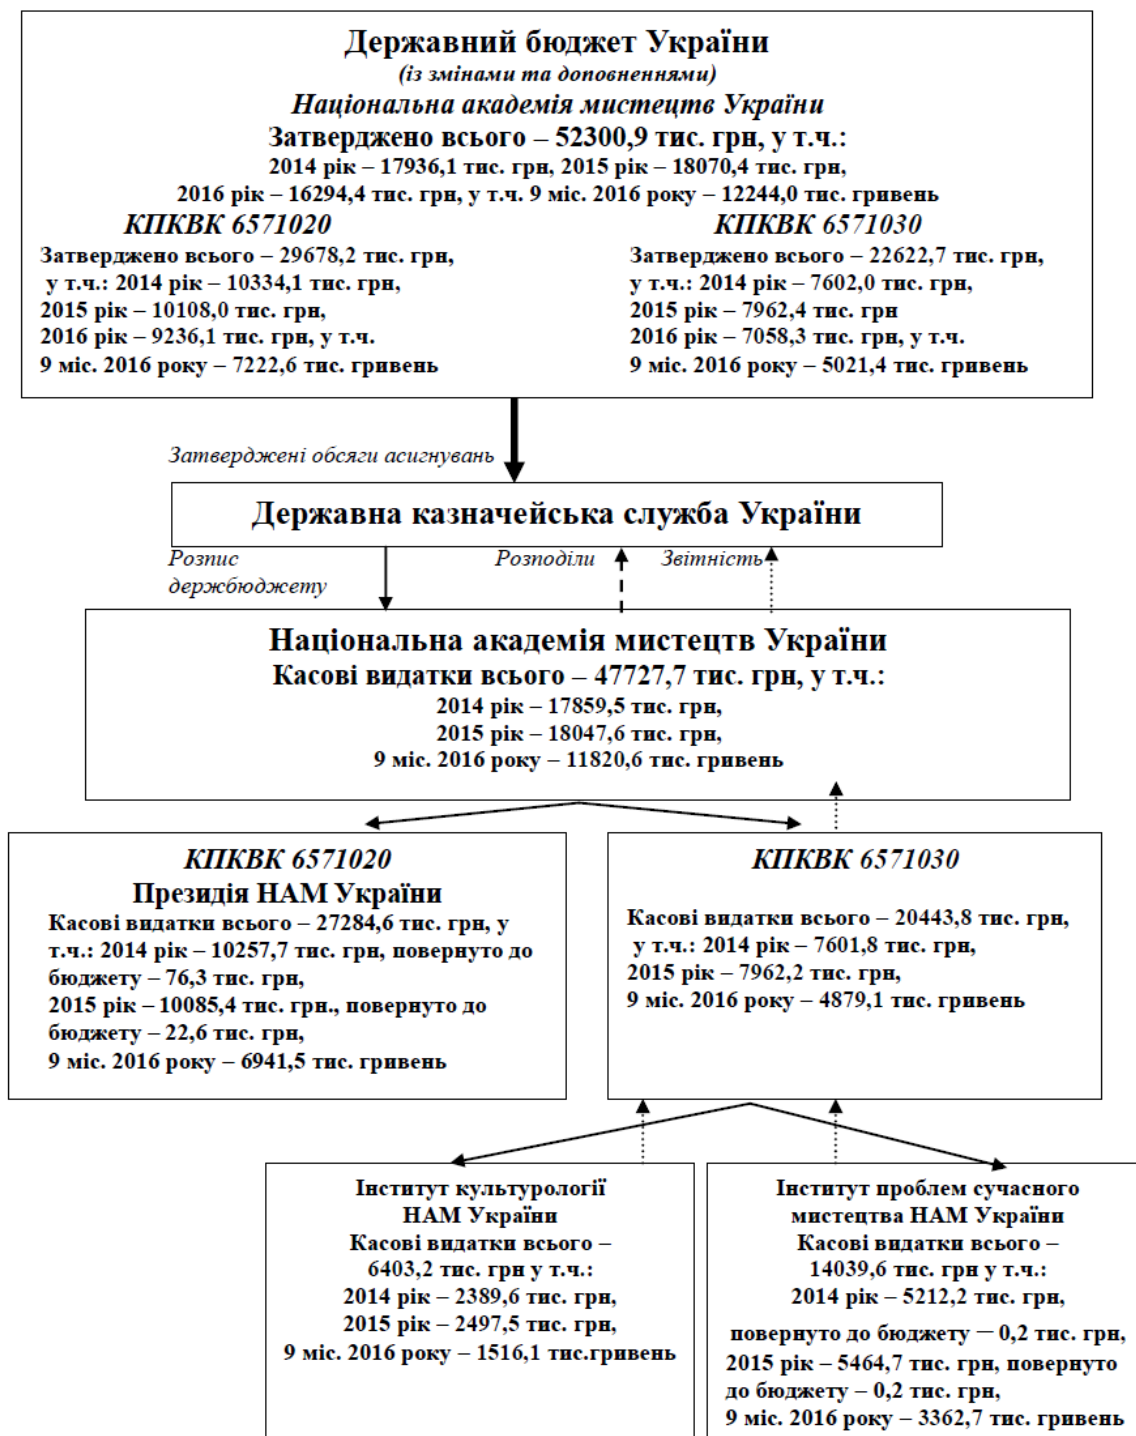 Державний бюджет України
(із змінами та доповненнями)
Національна академія мистецтв України
Затверджено всього – 52300,9 тис. грн, у т.ч.:
2014 рік – 17936,1 тис. грн, 2015 рік – 18070,4 тис. грн,
2016 рік – 16294,4 тис. грн, у т.ч. 9 міс. 2016 року – 12244,0 тис. гривень
КПКВК 6571020
Затверджено всього – 29678,2 тис. грн,
у т.ч.: 2014 рік – 10334,1 тис. грн,
2015 рік – 10108,0 тис. грн,
2016 рік – 9236,1 тис. грн, у т.ч.
9 міс. 2016 року – 7222,6 тис. гривень
КПКВК 6571030
Затверджено всього – 22622,7 тис. грн,
у т.ч.: 2014 рік – 7602,0 тис. грн,
2015 рік – 7962,4 тис. грн
2016 рік – 7058,3 тис. грн, у т.ч.
9 міс. 2016 року – 5021,4 тис. гривень
Затверджені обсяги асигнувань
Державна казначейська служба України
Розпис
держбюджету
Розподіли
Звітність
Національна академія мистецтв України
Касові видатки всього – 47727,7 тис. грн, у т.ч.:
2014 рік – 17859,5 тис. грн,
2015 рік – 18047,6 тис. грн,
9 міс. 2016 року – 11820,6 тис. гривень
КПКВК 6571020
Президія НАМ України
Касові видатки всього – 27284,6 тис. грн, у
т.ч.: 2014 рік – 10257,7 тис. грн, повернуто до
бюджету – 76,3 тис. грн,
2015 рік – 10085,4 тис. грн., повернуто до
бюджету – 22,6 тис. грн,
9 міс. 2016 року – 6941,5 тис. гривень
КПКВК 6571030
Касові видатки всього – 20443,8 тис. грн,
у т.ч.: 2014 рік – 7601,8 тис. грн,
2015 рік – 7962,2 тис. грн,
9 міс. 2016 року – 4879,1 тис. гривень
Інститут культурології
НАМ України
Касові видатки всього –
6403,2 тис. грн у т.ч.:
2014 рік – 2389,6 тис. грн,
2015 рік – 2497,5 тис. грн,
9 міс. 2016 року – 1516,1 тис.гривень
Інститут проблем сучасного
мистецтва НАМ України
Касові видатки всього –
14039,6 тис. грн у т.ч.:
2014 рік – 5212,2 тис. грн,
повернуто до бюджету – 0,2 тис. грн,
2015 рік – 5464,7 тис. грн, повернуто
до бюджету – 0,2 тис. грн,
9 міс. 2016 року – 3362,7 тис. гривень